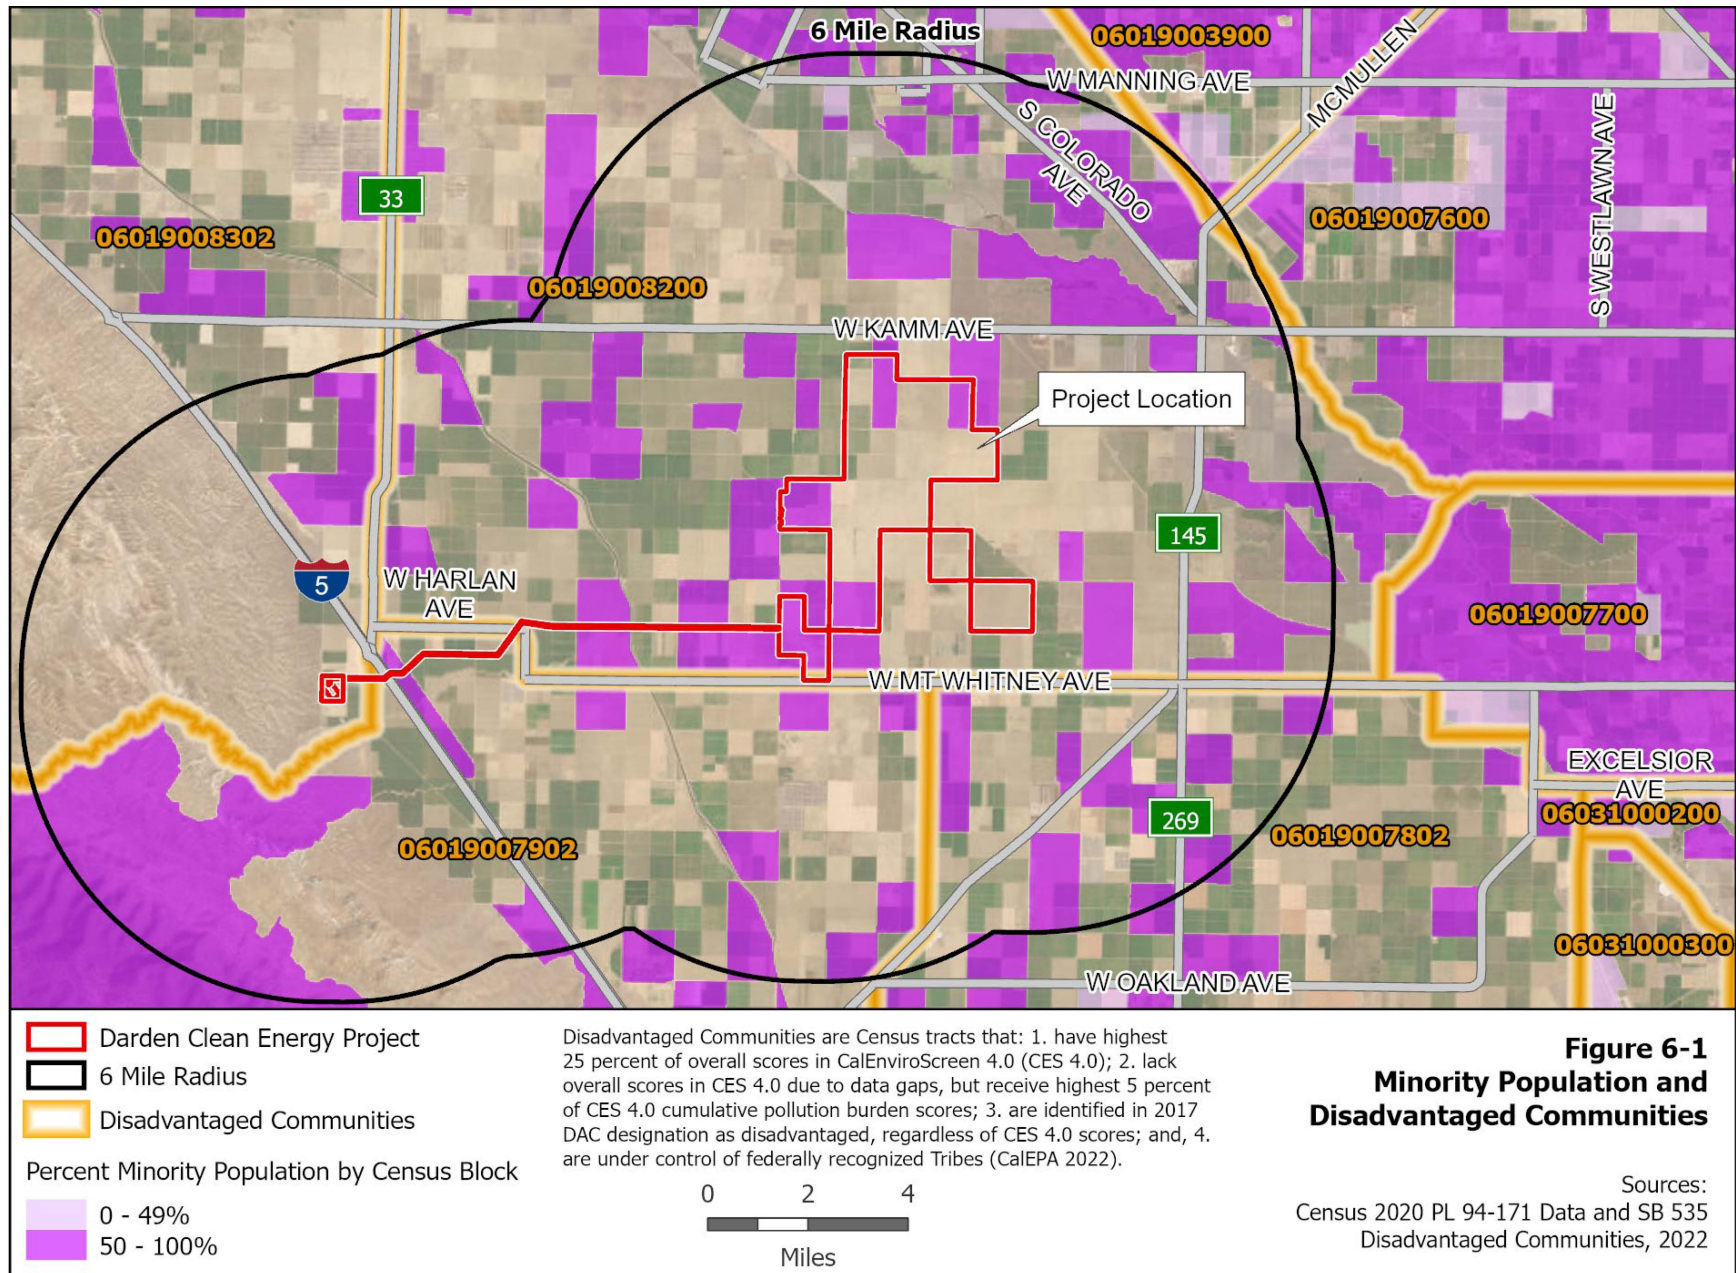 6 Mile Radius
06019003900
W MANNING AVE
MCMULLEN
S COLORADO
AVE
S WESTLAWN AVE
33
06019008302
06019007600
06019008200
W KAMM AVE
Project Location
145
5
W HARLAN
AVE
06019007700
W MT WHITNEY AVE
EXCELSIOR
AVE
269
06031000200
06019007902
06019007802
06031000300
W OAKLAND AVE
Darden Clean Energy Project
6 Mile Radius
Disadvantaged Communities
Percent Minority Population by Census Block
0 - 49%
50 - 100%
Disadvantaged Communities are Census tracts that: 1. have highest
25 percent of overall scores in CalEnviroScreen 4.0 (CES 4.0); 2. lack
overall scores in CES 4.0 due to data gaps, but receive highest 5 percent
of CES 4.0 cumulative pollution burden scores; 3. are identified in 2017
DAC designation as disadvantaged, regardless of CES 4.0 scores; and, 4.
are under control of federally recognized Tribes (CalEPA 2022).
0 2 4
Miles
Figure 6-1
Minority Population and
Disadvantaged Communities
Sources:
Census 2020 PL 94-171 Data and SB 535
Disadvantaged Communities, 2022